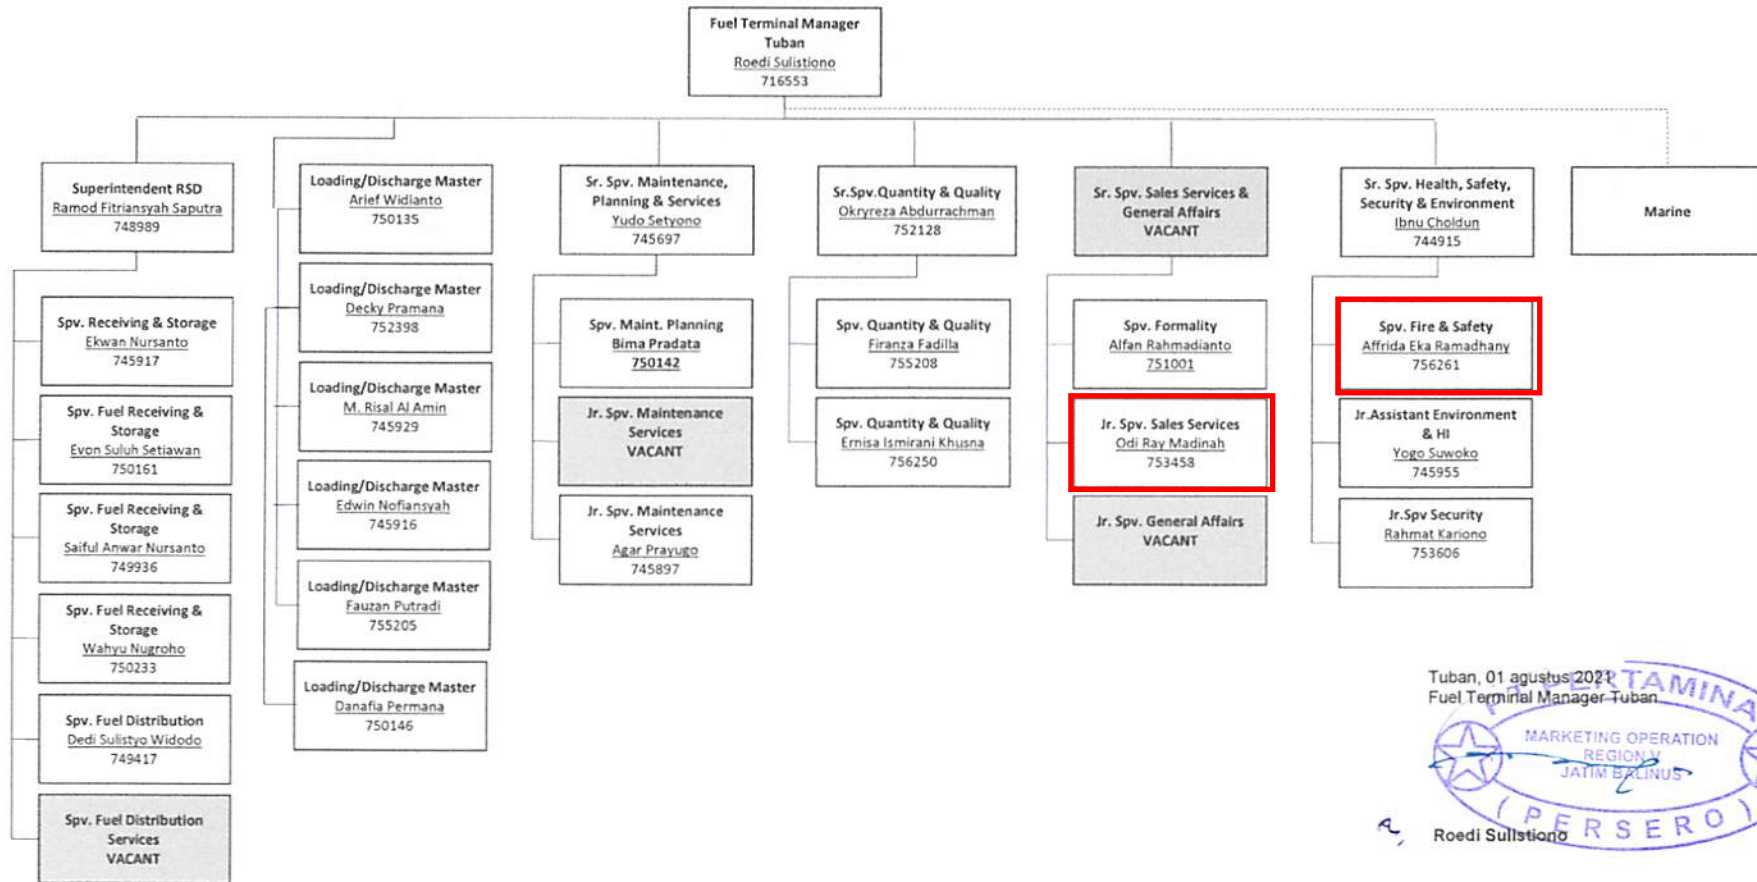 Fuel Terminal Manager
Tuban
Roedi Sulistiono
716553
Superintendent RSD
Ramod Fitriansyah Saputra
748989
Spv. Receiving & Storage
Ekwan Nursanto
745917
Spv. Fuel Receiving &
Storage
Evon Suluh Setiawan
750161
Spv. Fuel Receiving &
Storage
Saiful Anwar Nursanto
749936
Spv. Fuel Receiving &
Storage
Wahyu Nugroho
750233
Spv. Fuel Distribution
Dedi Sulistyo Widodo
749417
Spv. Fuel Distribution
Services
VACANT
Loading/Discharge Master
Arief Widianto
750135
Loading/Discharge Master
Decky Pramana
752398
Loading/Discharge Master
M. Risal Al Amin
745929
Loading/Discharge Master
Edwin Nofiansyah
745916
Loading/Discharge Master
Fauzan Putradi
755205
Loading/Discharge Master
Danafia Permana
750146
Sr. Spv. Maintenance,
Planning & Services
Yudo Setyono
745697
Spv. Maint. Planning
Bima Pradata
750142
Jr. Spv. Maintenance
Services
VACANT
Jr. Spv. Maintenance
Services
Agar Prayugo
745897
Sr.Spv.Quantity & Quality
Okryreza Abdurrachman
752128
Spv. Quantity & Quality
Firanza Fadilla
755208
Spv. Quantity & Quality
Ernisa Ismirani Khusna
756250
Sr. Spv. Sales Services &
General Affairs
VACANT
Spv. Formality
Alfan Rahmadianto
751001
Jr. Spv. Sales Services
Odi Ray Madinah
753458
Jr. Spv. General Affairs
VACANT
Sr. Spv. Health, Safety,
Security & Environment
Ibnu Choldun
744915
Spv. Fire & Safety
Affrida Eka Ramadhany
756261
Jr.Assistant Environment
& HI
Yogo Suwoko
745955
Jr.Spv Security
Rahmat Kariono
753606
Marine
Tuban, 01 agustus 2021
Fuel Terminal Manager Tuban
PT PERTAMINA
MARKETING OPERATION
REGION V
JATIM BALINUS
( PERSERO )
Roedi Sulistiono